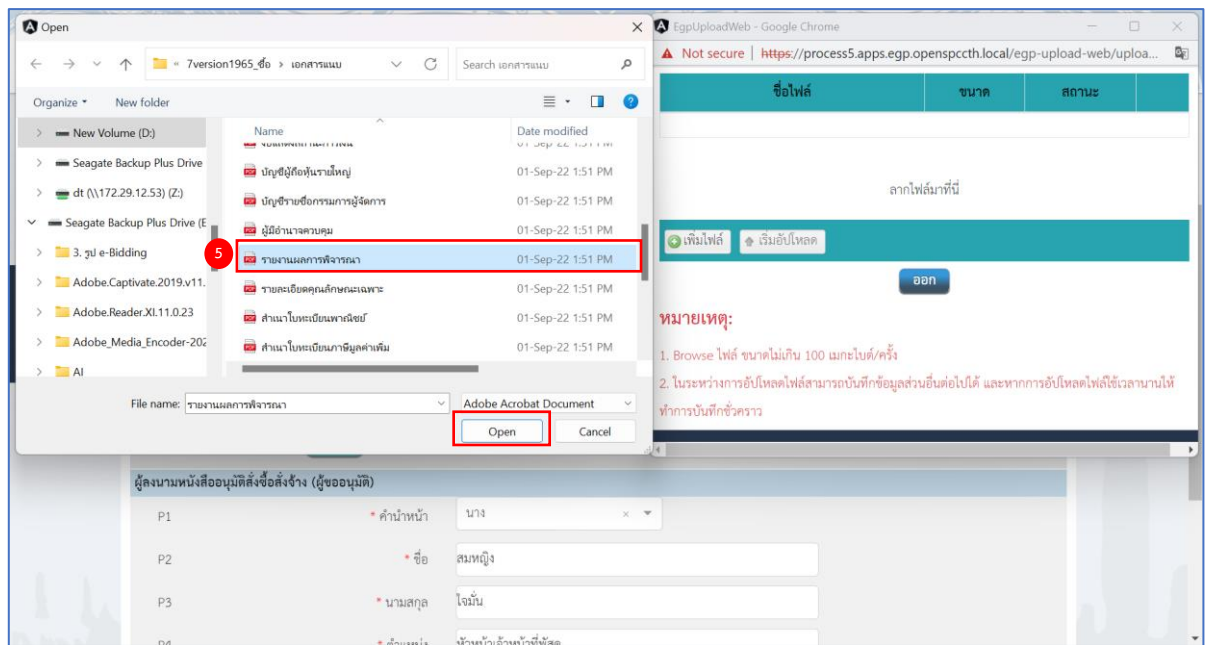 Open
7version1965_ซื้อ › เอกสารแนบ
Search เอกสารแนบ
Organize
New folder
New Volume (D:)
Seagate Backup Plus Drive
dt (\\172.29.12.53) (Z:)
Seagate Backup Plus Drive (E
3. รูป e-Bidding
Adobe.Captivate.2019.v11.
Adobe.Reader.XI.11.0.23
Adobe_Media_Encoder-202
AI
Name
Date modified
บัญชีผู้ถือหุ้นรายใหญ่
01-Sep-22 1:51 PM
บัญชีรายชื่อกรรมการผู้จัดการ
01-Sep-22 1:51 PM
ผู้มีอำนาจควบคุม
01-Sep-22 1:51 PM
5
รายงานผลการพิจารณา
01-Sep-22 1:51 PM
รายละเอียดคุณลักษณะเฉพาะ
01-Sep-22 1:51 PM
สำเนาใบทะเบียนพาณิชย์
01-Sep-22 1:51 PM
สำเนาใบทะเบียนภาษีมูลค่าเพิ่ม
01-Sep-22 1:51 PM
File name: รายงานผลการพิจารณา
Adobe Acrobat Document
Open
Cancel
EgpUploadWeb - Google Chrome
Not secure | https://process5.apps.egp.openspccth.local/egp-upload-web/uploa...
ชื่อไฟล์ ขนาด สถานะ
ลากไฟล์มาที่นี่
เพิ่มไฟล์ เริ่มอัปโหลด
ออก
หมายเหตุ:
1. Browse ไฟล์ ขนาดไม่เกิน 100 เมกะไบต์/ครั้ง
2. ในระหว่างการอัปโหลดไฟล์สามารถบันทึกข้อมูลส่วนอื่นต่อไปได้ และหากการอัปโหลดไฟล์ใช้เวลานานให้
ทำการบันทึกชั่วคราว
ผู้ลงนามหนังสืออนุมัติสั่งซื้อสั่งจ้าง (ผู้ขออนุมัติ)
P1 * คำนำหน้า นาง
P2 * ชื่อ สมหญิง
P3 * นามสกุล ใจมั่น
P4 * ตำแหน่ง หัวหน้าเจ้าหน้าที่พัสดุ